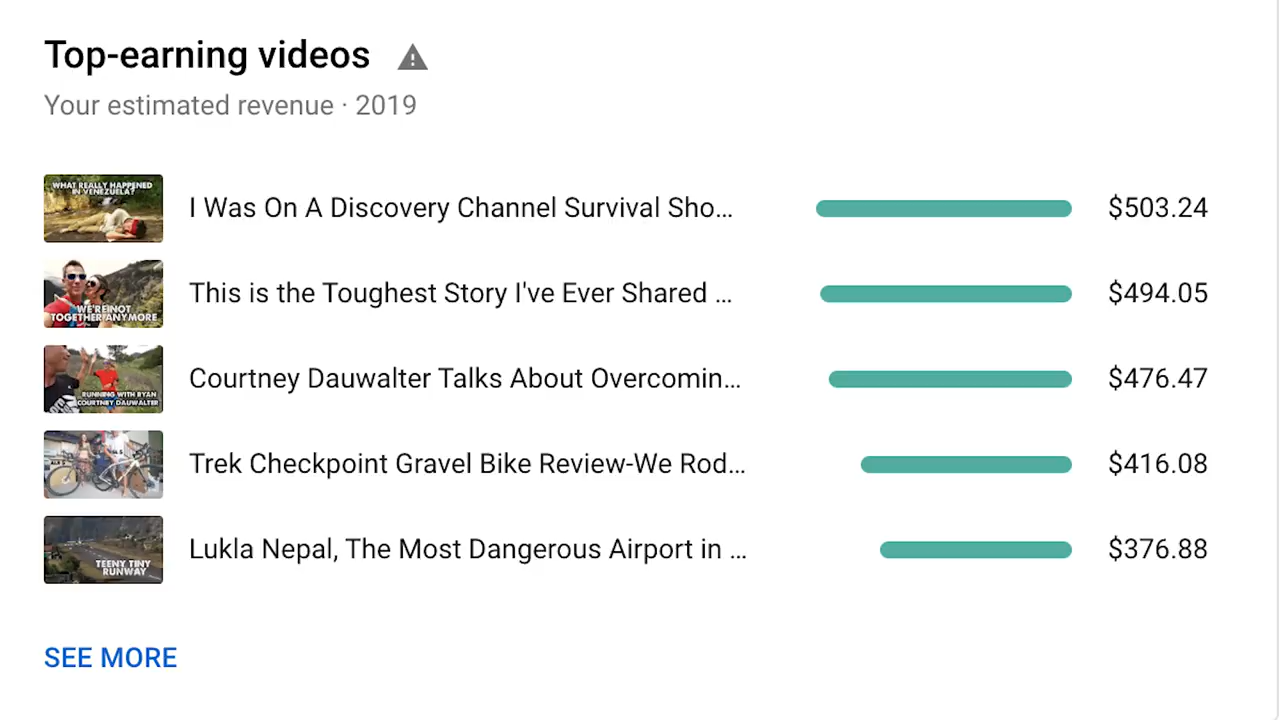 Top-earning videos
Your estimated revenue · 2019
WHAT REALLY HAPPENED
IN VENEZUELA?
I Was On A Discovery Channel Survival Sho...
$503.24
WE'RE NOT
TOGETHER ANYMORE
This is the Toughest Story I've Ever Shared ...
$494.05
RUNNING WITH RYAN
COURTNEY DAUWALTER
Courtney Dauwalter Talks About Overcomin...
$476.47
Trek Checkpoint Gravel Bike Review-We Rod...
$416.08
TEENY TINY
RUNWAY
Lukla Nepal, The Most Dangerous Airport in ...
$376.88
SEE MORE